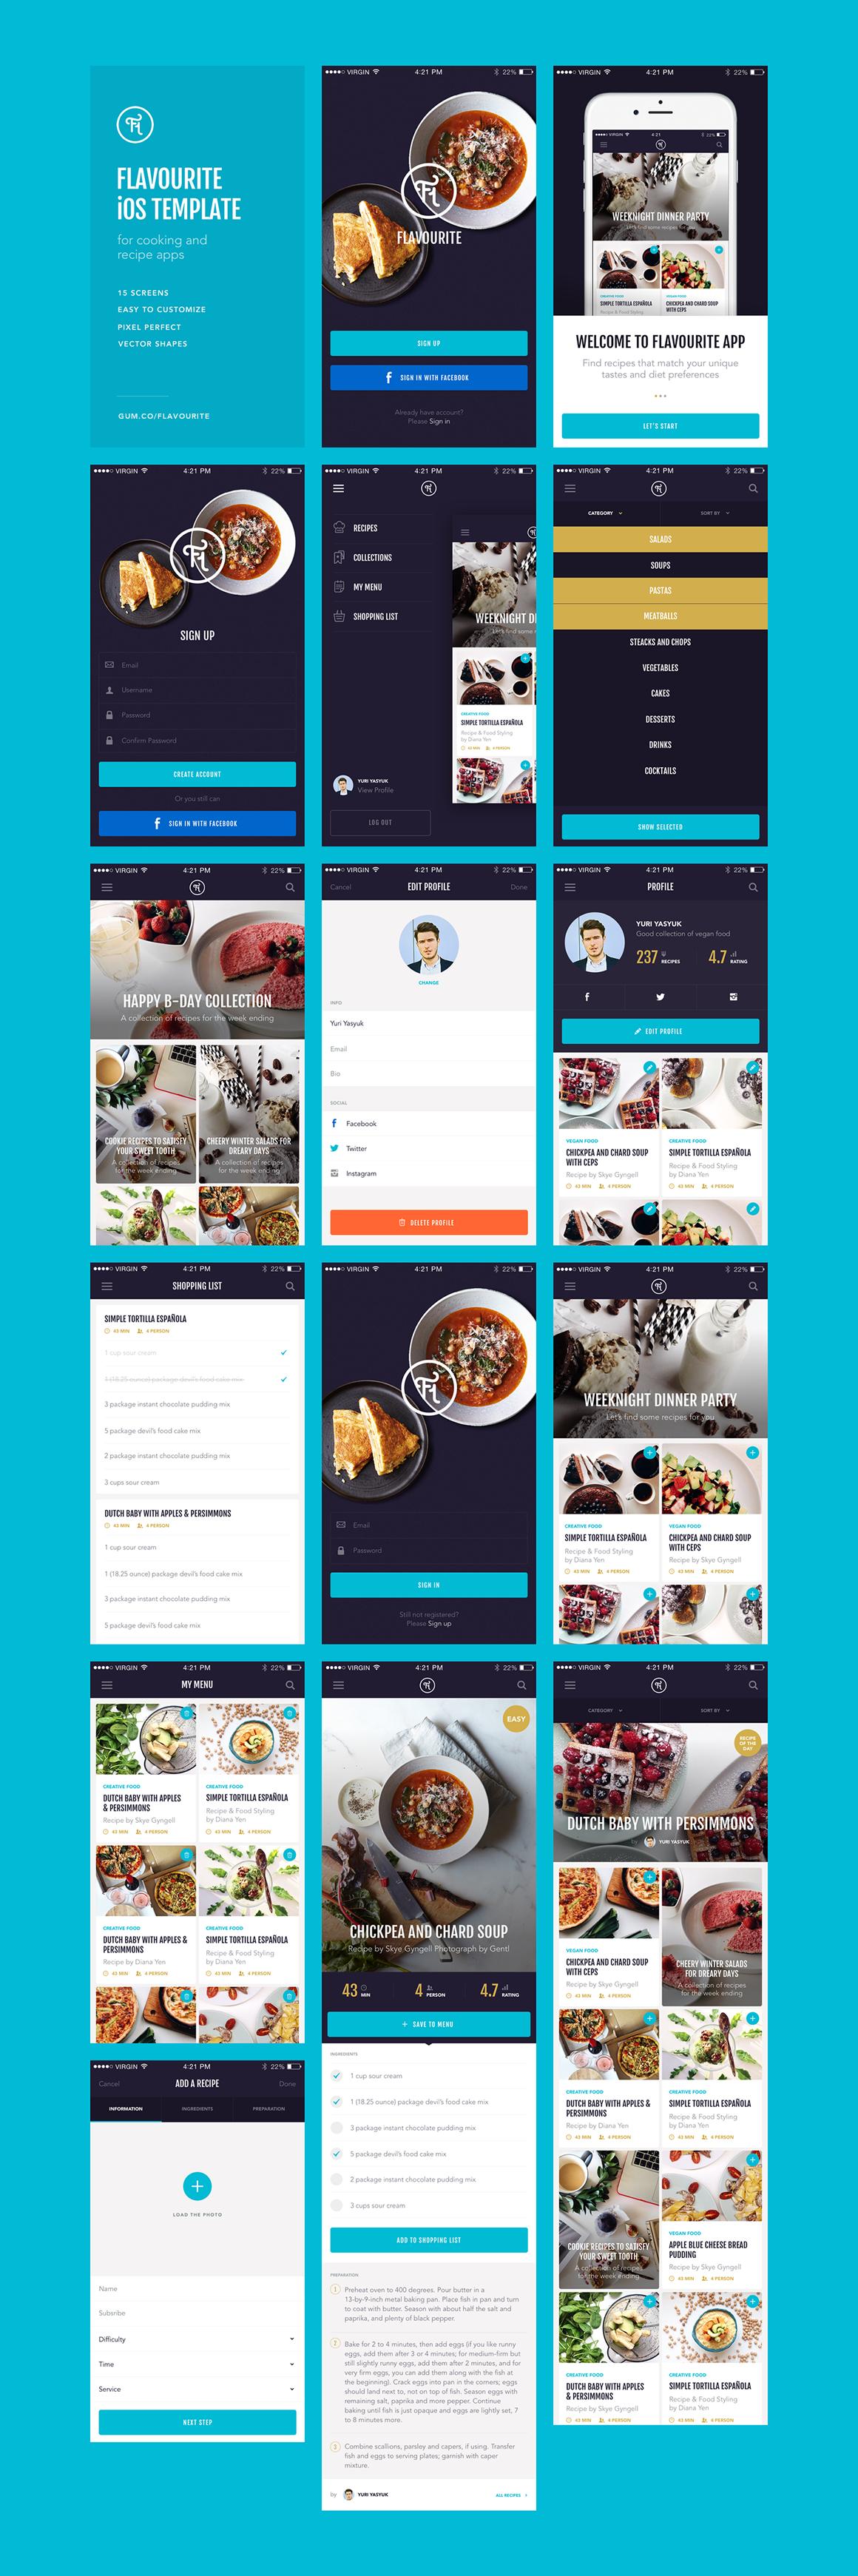 FLAVOURITE
iOS TEMPLATE
for cooking and
recipe apps
15 SCREENS
EASY TO CUSTOMIZE
PIXEL PERFECT
VECTOR SHAPES
GUM.CO/FLAVOURITE
VIRGIN 4:21 PM 22%
FLAVOURITE
SIGN UP
SIGN IN WITH FACEBOOK
Already have account?
Please Sign in
VIRGIN 4:21 PM 22%
VIRGIN 4:21 22%
WEEKNIGHT DINNER PARTY
Let's find some recipes for you
CREATIVE FOOD
SIMPLE TORTILLA ESPAÑOLA
Recipe & Food Styling
VEGAN FOOD
CHICKPEA AND CHARD SOUP
WITH CEPS
WELCOME TO FLAVOURITE APP
Find recipes that match your unique
tastes and diet preferences
LET'S START
VIRGIN 4:21 PM 22%
SIGN UP
Email
Username
Password
Confirm Password
CREATE ACCOUNT
Or you still can
SIGN IN WITH FACEBOOK
VIRGIN 4:21 PM 22%
RECIPES
COLLECTIONS
MY MENU
SHOPPING LIST
WEEKNIGHT DI
Let's find some
CREATIVE FOOD
SIMPLE TORTILLA ESPAÑOLA
Recipe & Food Styling
by Diana Yen
43 MIN 4 PERSON
YURI YASYUK
View Profile
LOG OUT
VIRGIN 4:21 PM 22%
CATEGORY SORT BY
SALADS
SOUPS
PASTAS
MEATBALLS
STEACKS AND CHOPS
VEGETABLES
CAKES
DESSERTS
DRINKS
COCKTAILS
SHOW SELECTED
VIRGIN 4:21 PM 22%
HAPPY B-DAY COLLECTION
A collection of recipes for the week ending
COOKIE RECIPES TO SATISFY
YOUR SWEET TOOTH
A collection of recipes
for the week ending
CHEERY WINTER SALADS FOR
DREARY DAYS
A collection of recipes
for the week ending
VIRGIN 4:21 PM 22%
Cancel EDIT PROFILE Done
CHANGE
INFO
Yuri Yasyuk
Email
Bio
SOCIAL
Facebook
Twitter
Instagram
DELETE PROFILE
VIRGIN 4:21 PM 22%
PROFILE
YURI YASYUK
Good collection of vegan food
237 RECIPES 4.7 RATING
EDIT PROFILE
VEGAN FOOD
CHICKPEA AND CHARD SOUP
WITH CEPS
Recipe by Skye Gyngell
43 MIN 4 PERSON
CREATIVE FOOD
SIMPLE TORTILLA ESPAÑOLA
Recipe & Food Styling
by Diana Yen
43 MIN 4 PERSON
VIRGIN 4:21 PM 22%
SHOPPING LIST
SIMPLE TORTILLA ESPAÑOLA
43 MIN 4 PERSON
1 cup sour cream
1 (18.25 ounce) package devil's food cake mix
3 package instant chocolate pudding mix
5 package devil's food cake mix
2 package instant chocolate pudding mix
3 cups sour cream
DUTCH BABY WITH APPLES & PERSIMMONS
43 MIN 4 PERSON
1 cup sour cream
1 (18.25 ounce) package devil's food cake mix
3 package instant chocolate pudding mix
5 package devil's food cake mix
VIRGIN 4:21 PM 22%
Email
Password
SIGN IN
Still not registered?
Please Sign up
VIRGIN 4:21 PM 22%
WEEKNIGHT DINNER PARTY
Let's find some recipes for you
CREATIVE FOOD
SIMPLE TORTILLA ESPAÑOLA
Recipe & Food Styling
by Diana Yen
43 MIN 4 PERSON
VEGAN FOOD
CHICKPEA AND CHARD SOUP
WITH CEPS
Recipe by Skye Gyngell
43 MIN 4 PERSON
VIRGIN 4:21 PM 22%
MY MENU
CREATIVE FOOD
DUTCH BABY WITH APPLES
& PERSIMMONS
Recipe by Skye Gyngell
43 MIN 4 PERSON
CREATIVE FOOD
SIMPLE TORTILLA ESPAÑOLA
Recipe & Food Styling
by Diana Yen
43 MIN 4 PERSON
CREATIVE FOOD
DUTCH BABY WITH APPLES &
PERSIMMONS
Recipe by Diana Yen
43 MIN 4 PERSON
CREATIVE FOOD
SIMPLE TORTILLA ESPAÑOLA
Recipe & Food Styling
by Diana Yen
43 MIN 4 PERSON
VIRGIN 4:21 PM 22%
EASY
CHICKPEA AND CHARD SOUP
Recipe by Skye Gyngell Photograph by Gentl
43 MIN 4 PERSON 4.7 RATING
SAVE TO MENU
INGREDIENTS
1 cup sour cream
1 (18.25 ounce) package devil's food cake mix
3 package instant chocolate pudding mix
5 package devil's food cake mix
2 package instant chocolate pudding mix
3 cups sour cream
ADD TO SHOPPING LIST
PREPARATION
1 Preheat oven to 400 degrees. Pour butter in a
13-by-9-inch metal baking pan. Place fish in pan and turn
to coat with butter. Season with about half the salt and
paprika, and plenty of black pepper.
2 Bake for 2 to 4 minutes, then add eggs (if you like runny
eggs, add them after 3 or 4 minutes; for medium-firm but
still slightly runny eggs, add them after 2 minutes, and for
very firm eggs, you can add them along with the fish at
the beginning). Crack eggs into pan in the corners; eggs
should land next to, not on top of fish. Season eggs with
remaining salt, paprika and more pepper. Continue
baking until fish is just opaque and eggs are lightly set, 7
to 8 minutes more.
3 Combine scallions, parsley and capers, if using. Transfer
fish and eggs to serving plates; garnish with caper
mixture.
by YURI YASYUK ALL RECIPES
VIRGIN 4:21 PM 22%
CATEGORY SORT BY
RECIPE
OF THE
DAY
DUTCH BABY WITH PERSIMMONS
by YURI YASYUK
VEGAN FOOD
CHICKPEA AND CHARD SOUP
WITH CEPS
Recipe by Skye Gyngell
43 MIN 4 PERSON
CHEERY WINTER SALADS
FOR DREARY DAYS
A collection of recipes
for the week ending
CREATIVE FOOD
DUTCH BABY WITH APPLES &
PERSIMMONS
Recipe by Diana Yen
43 MIN 4 PERSON
CREATIVE FOOD
SIMPLE TORTILLA ESPAÑOLA
Recipe & Food Styling
by Diana Yen
43 MIN 4 PERSON
COOKIE RECIPES TO SATISFY
YOUR SWEET TOOTH
A collection of recipes
for the week ending
VEGAN FOOD
APPLE BLUE CHEESE BREAD
PUDDING
Recipe by Skye Gyngell
43 MIN 4 PERSON
CREATIVE FOOD
DUTCH BABY WITH APPLES
& PERSIMMONS
Recipe by Skye Gyngell
43 MIN 4 PERSON
CREATIVE FOOD
SIMPLE TORTILLA ESPAÑOLA
Recipe & Food Styling
by Diana Yen
43 MIN 4 PERSON
VIRGIN 4:21 PM 22%
Cancel ADD A RECIPE Done
INFORMATION INGREDIENTS PREPARATION
LOAD THE PHOTO
Name
Subsribe
Difficulty
Time
Service
NEXT STEP